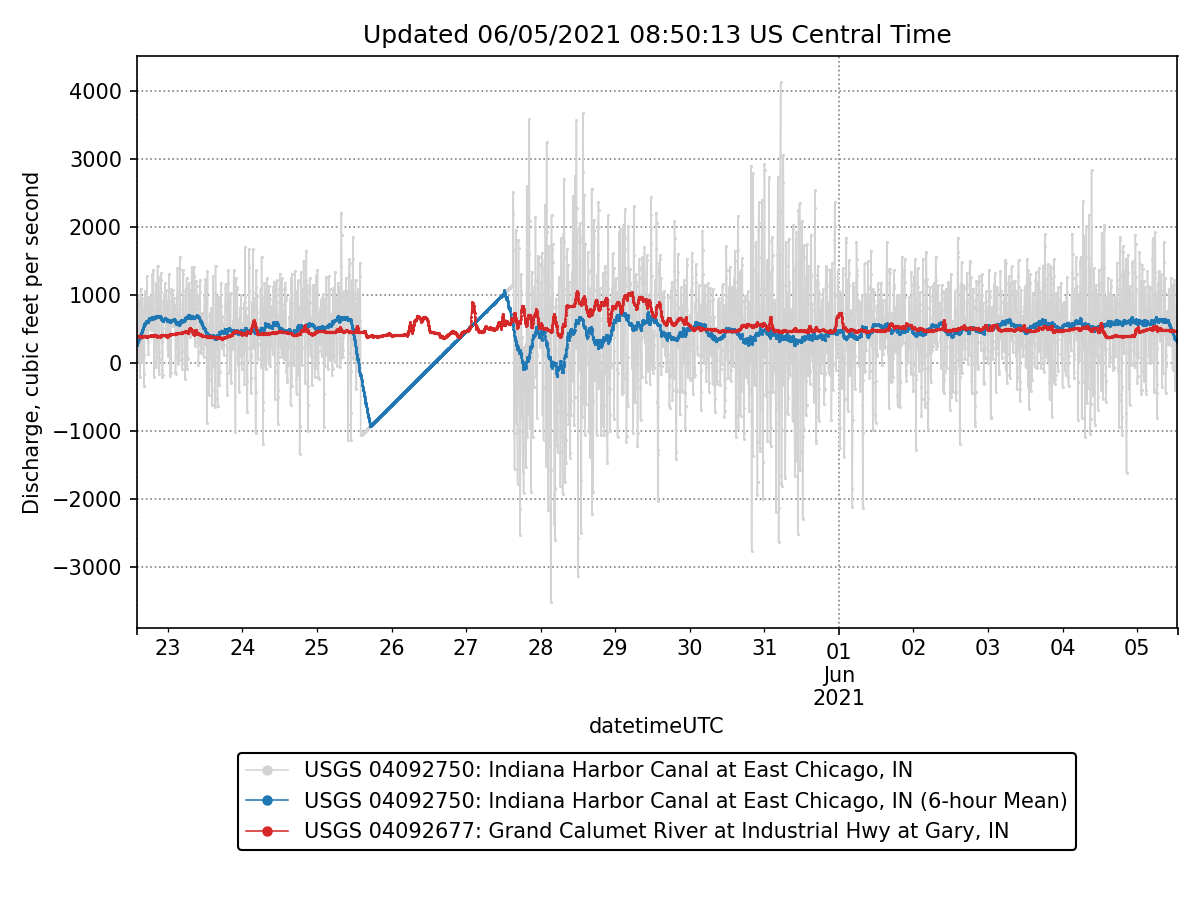 Updated 06/05/2021 08:50:13 US Central Time
Discharge, cubic feet per second
4000
3000
2000
1000
0
−1000
−2000
−3000
23 24 25 26 27 28 29 30 31 01 02 03 04 05
Jun
2021
datetimeUTC
USGS 04092750: Indiana Harbor Canal at East Chicago, IN
USGS 04092750: Indiana Harbor Canal at East Chicago, IN (6-hour Mean)
USGS 04092677: Grand Calumet River at Industrial Hwy at Gary, IN